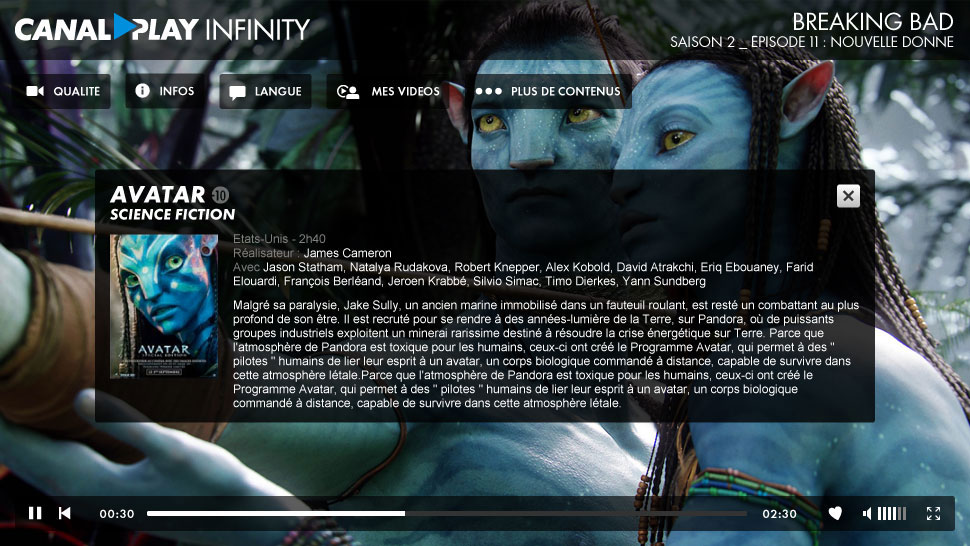 CANAL PLAY INFINITY
BREAKING BAD
SAISON 2 _ EPISODE 11 : NOUVELLE DONNE
QUALITE
INFOS
LANGUE
MES VIDEOS
PLUS DE CONTENUS
AVATAR -10
SCIENCE FICTION
Etats-Unis - 2h40
Réalisateur : James Cameron
Avec Jason Statham, Natalya Rudakova, Robert Knepper, Alex Kobold, David Atrakchi, Eriq Ebouaney, Farid
Elouardi, François Berléand, Jeroen Krabbé, Silvio Simac, Timo Dierkes, Yann Sundberg
Malgré sa paralysie, Jake Sully, un ancien marine immobilisé dans un fauteuil roulant, est resté un combattant au plus
profond de son être. Il est recruté pour se rendre à des années-lumière de la Terre, sur Pandora, où de puissants
groupes industriels exploitent un minerai rarissime destiné à résoudre la crise énergétique sur Terre. Parce que
l'atmosphère de Pandora est toxique pour les humains, ceux-ci ont créé le Programme Avatar, qui permet à des "
pilotes " humains de lier leur esprit à un avatar, un corps biologique commandé à distance, capable de survivre dans
cette atmosphère létale.Parce que l'atmosphère de Pandora est toxique pour les humains, ceux-ci ont créé le
Programme Avatar, qui permet à des " pilotes " humains de lier leur esprit à un avatar, un corps biologique
commandé à distance, capable de survivre dans cette atmosphère létale.
AVATAR
SPECIAL EDITION
00:30
02:30